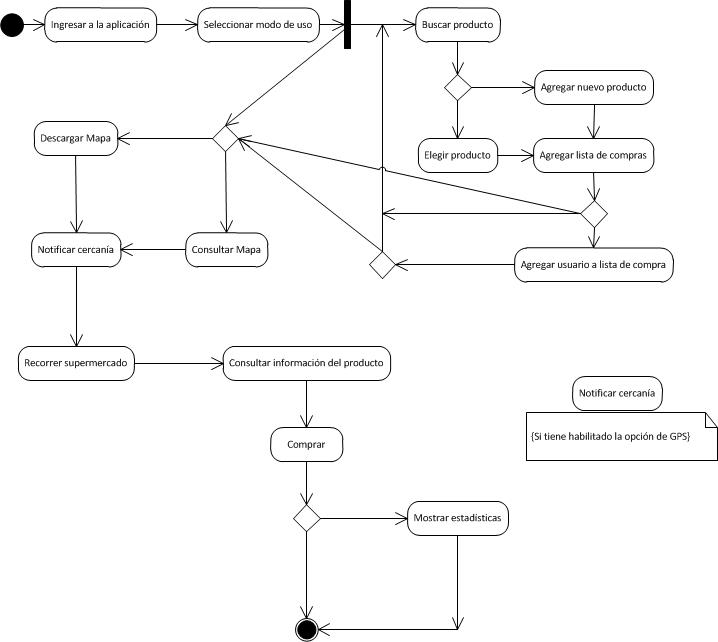 Ingresar a la aplicación
Seleccionar modo de uso
Buscar producto
Agregar nuevo producto
Descargar Mapa
Elegir producto
Agregar lista de compras
Notificar cercanía
Consultar Mapa
Agregar usuario a lista de compra
Recorrer supermercado
Consultar información del producto
Notificar cercanía
{Si tiene habilitado la opción de GPS}
Comprar
Mostrar estadísticas